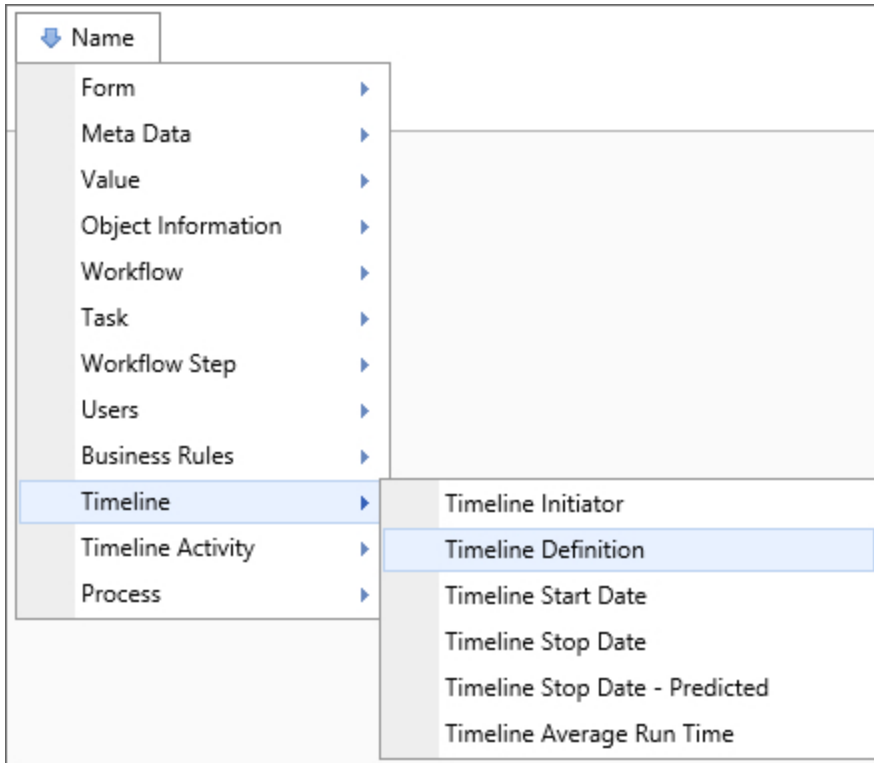 Name
Form
Meta Data
Value
Object Information
Workflow
Task
Workflow Step
Users
Business Rules
Timeline
Timeline Activity
Process
Timeline Initiator
Timeline Definition
Timeline Start Date
Timeline Stop Date
Timeline Stop Date - Predicted
Timeline Average Run Time